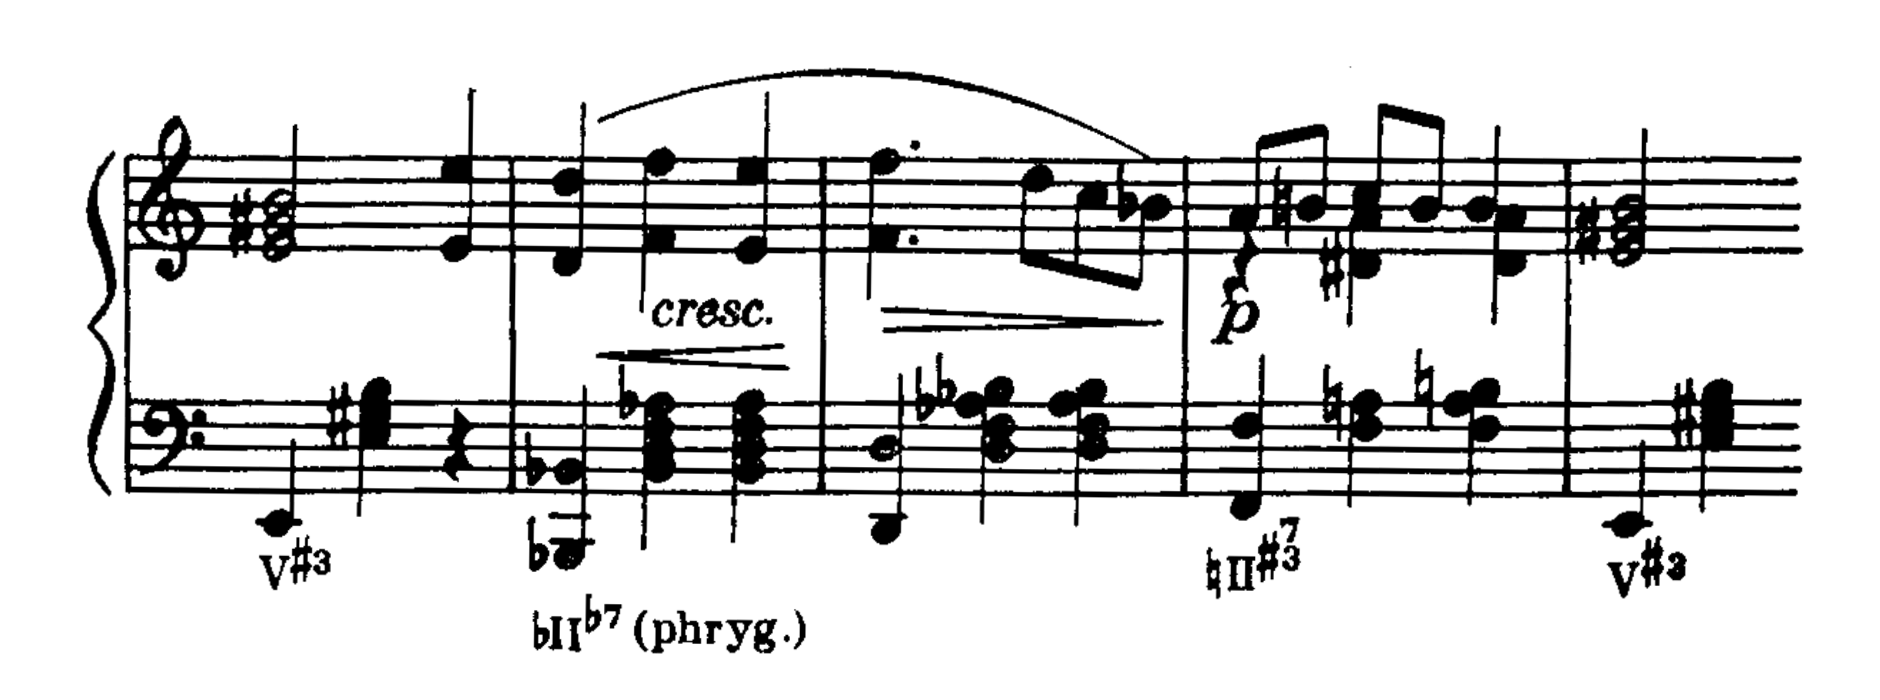 cresc.
p
V♯3
♭II♭7 (phryg.)
♮II♯3 7
V♯3